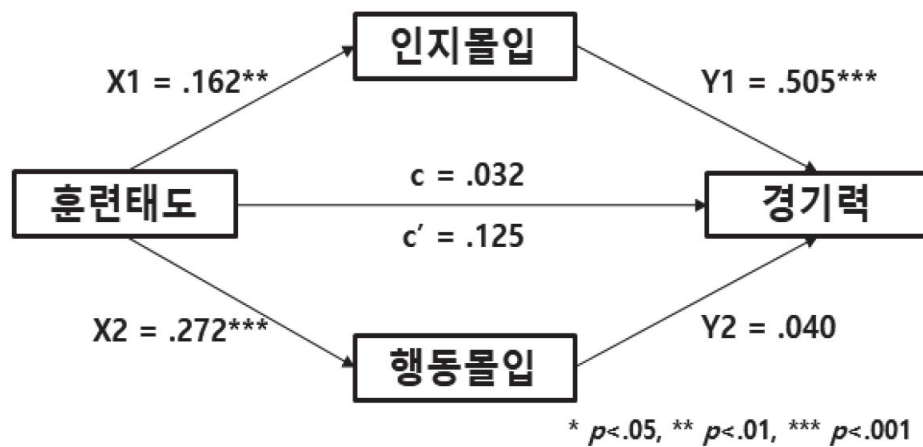 인지몰입
X1 = .162**
Y1 = .505***
훈련태도
c = .032
c′ = .125
경기력
X2 = .272***
Y2 = .040
행동몰입
* p<.05, ** p<.01, *** p<.001